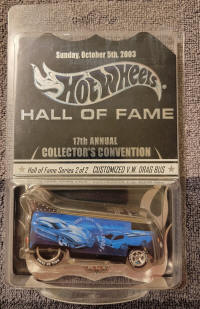 Sunday, October 5th, 2003
Hot Wheels
HALL OF FAME
17th ANNUAL
COLLECTOR'S CONVENTION
Hall of Fame Series 2 of 2 CUSTOMIZED V.W. DRAG BUS